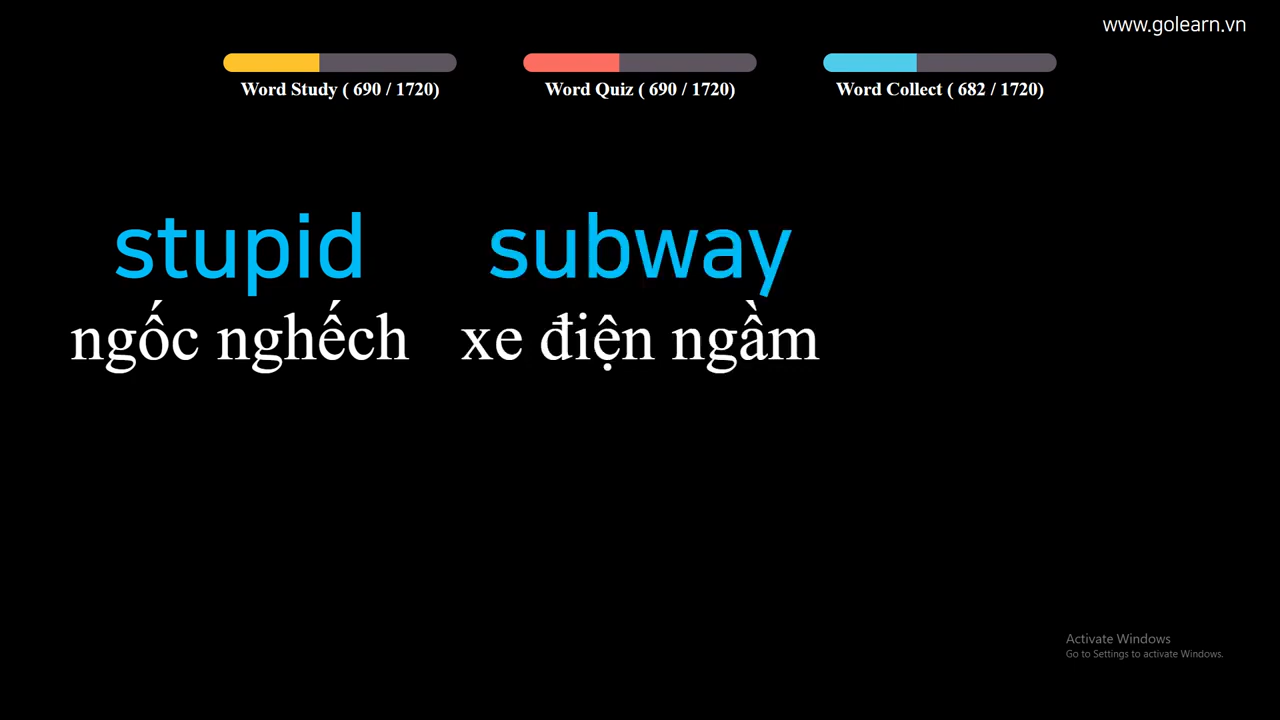 www.golearn.vn
Word Study ( 690 / 1720)
Word Quiz ( 690 / 1720)
Word Collect ( 682 / 1720)
stupid subway
ngốc nghếch xe điện ngầm
Activate Windows
Go to Settings to activate Windows.